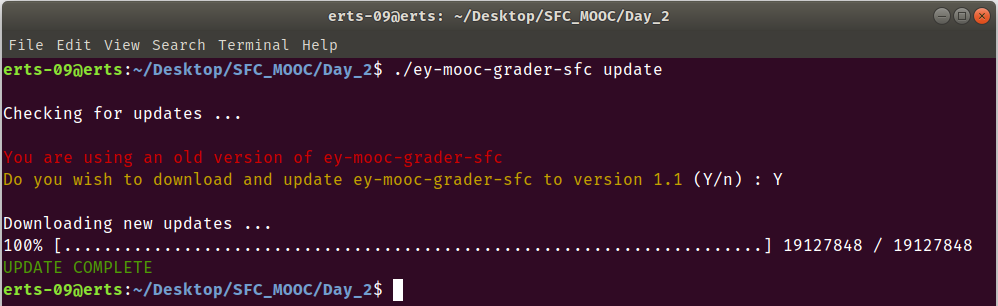 erts-09@erts: ~/Desktop/SFC_MOOC/Day_2
File Edit View Search Terminal Help
erts-09@erts:~/Desktop/SFC_MOOC/Day_2$ ./ey-mooc-grader-sfc update
Checking for updates ...
You are using an old version of ey-mooc-grader-sfc
Do you wish to download and update ey-mooc-grader-sfc to version 1.1 (Y/n) : Y
Downloading new updates ...
100% [......................................................................] 19127848 / 19127848
UPDATE COMPLETE
erts-09@erts:~/Desktop/SFC_MOOC/Day_2$